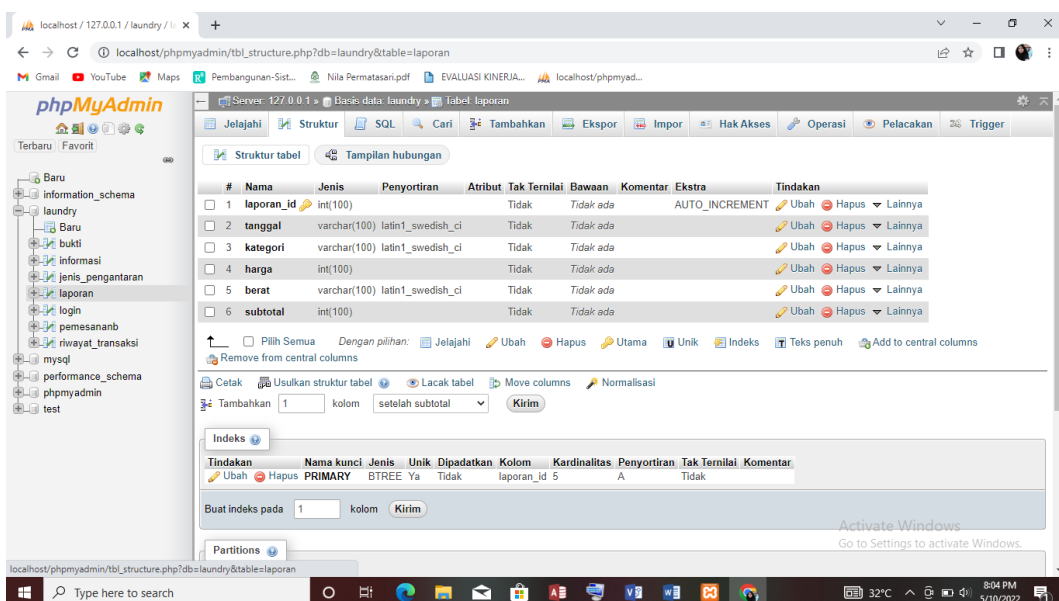 localhost / 127.0.0.1 / laundry / l
localhost/phpmyadmin/tbl_structure.php?db=laundry&table=laporan
Gmail YouTube Maps Pembangunan-Sist... Nila Permatasari.pdf EVALUASI KINERJA... localhost/phpmyad...
phpMyAdmin
Terbaru Favorit
Baru
information_schema
laundry
Baru
bukti
informasi
jenis_pengantaran
laporan
login
pemesananb
riwayat_transaksi
mysql
performance_schema
phpmyadmin
test
Server: 127.0.0.1 » Basis data: laundry » Tabel: laporan
Jelajahi Struktur SQL Cari Tambahkan Ekspor Impor Hak Akses Operasi Pelacakan Trigger
Struktur tabel Tampilan hubungan
# Nama Jenis Penyortiran Atribut Tak Ternilai Bawaan Komentar Ekstra Tindakan
1 laporan_id int(100) Tidak Tidak ada AUTO_INCREMENT Ubah Hapus Lainnya
2 tanggal varchar(100) latin1_swedish_ci Tidak Tidak ada Ubah Hapus Lainnya
3 kategori varchar(100) latin1_swedish_ci Tidak Tidak ada Ubah Hapus Lainnya
4 harga int(100) Tidak Tidak ada Ubah Hapus Lainnya
5 berat varchar(100) latin1_swedish_ci Tidak Tidak ada Ubah Hapus Lainnya
6 subtotal int(100) Tidak Tidak ada Ubah Hapus Lainnya
Pilih Semua Dengan pilihan: Jelajahi Ubah Hapus Utama Unik Indeks Teks penuh Add to central columns
Remove from central columns
Cetak Usulkan struktur tabel Lacak tabel Move columns Normalisasi
Tambahkan 1 kolom setelah subtotal Kirim
Indeks
Tindakan Nama kunci Jenis Unik Dipadatkan Kolom Kardinalitas Penyortiran Tak Ternilai Komentar
Ubah Hapus PRIMARY BTREE Ya Tidak laporan_id 5 A Tidak
Buat indeks pada 1 kolom Kirim
Partitions
Activate Windows
Go to Settings to activate Windows.
localhost/phpmyadmin/tbl_structure.php?db=laundry&table=laporan
Type here to search
32°C
8:04 PM
5/10/2022